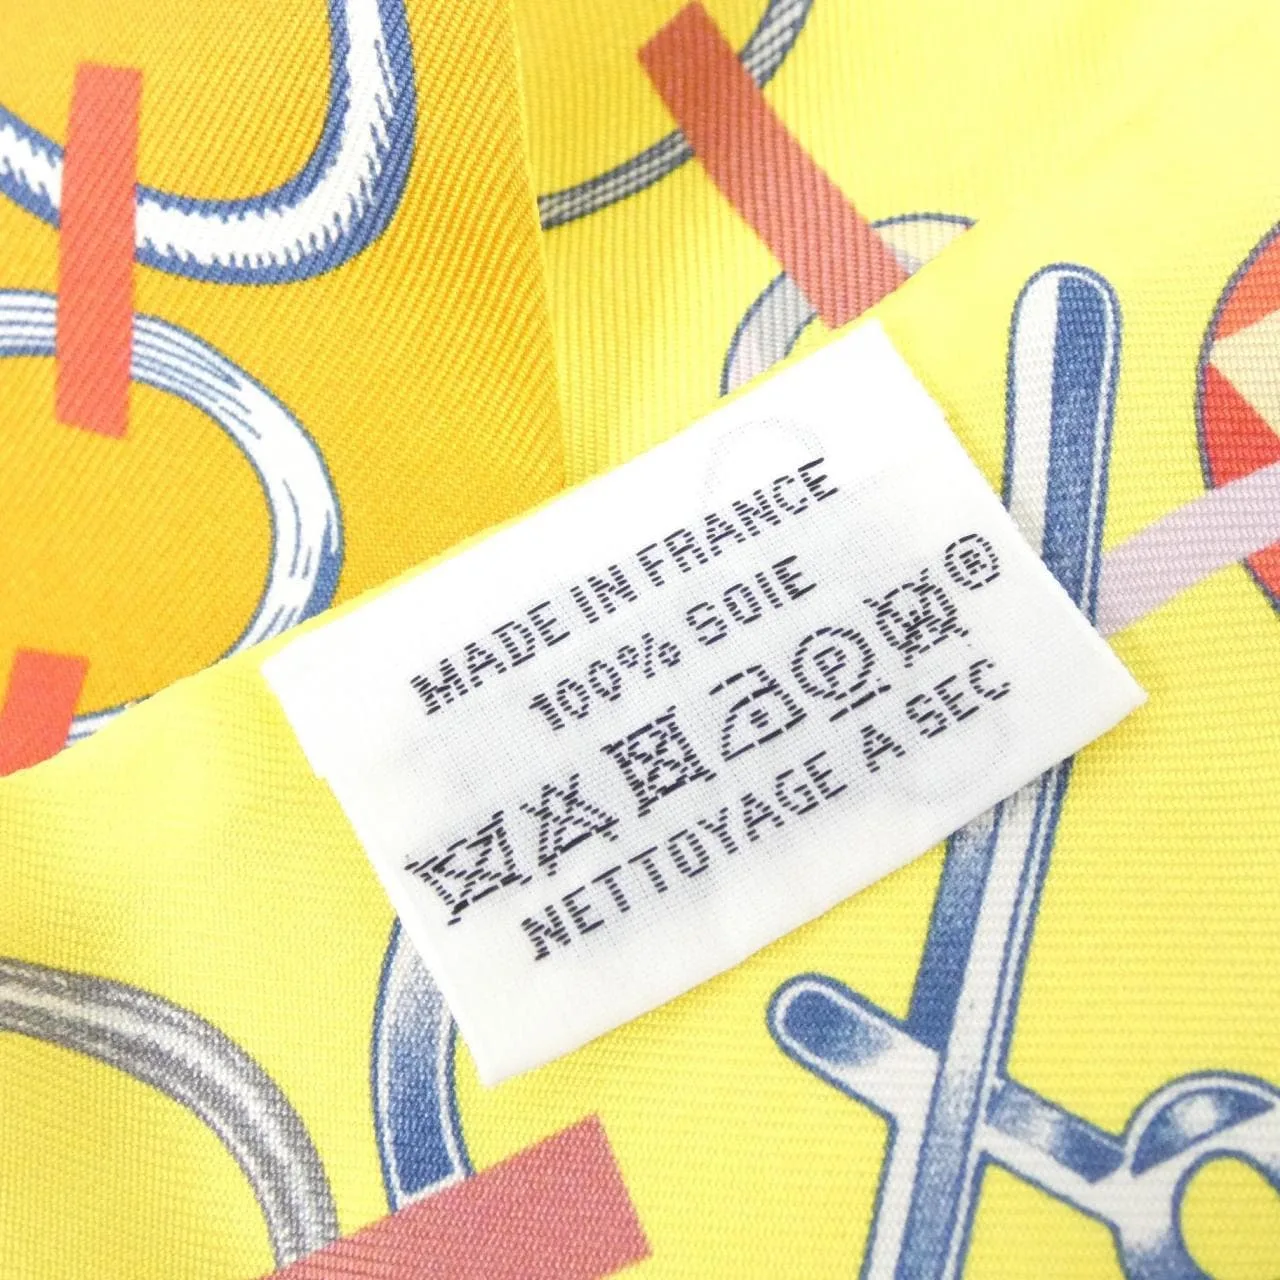 MADE IN FRANCE
100% SOIE
P ®
NETTOYAGE A SEC